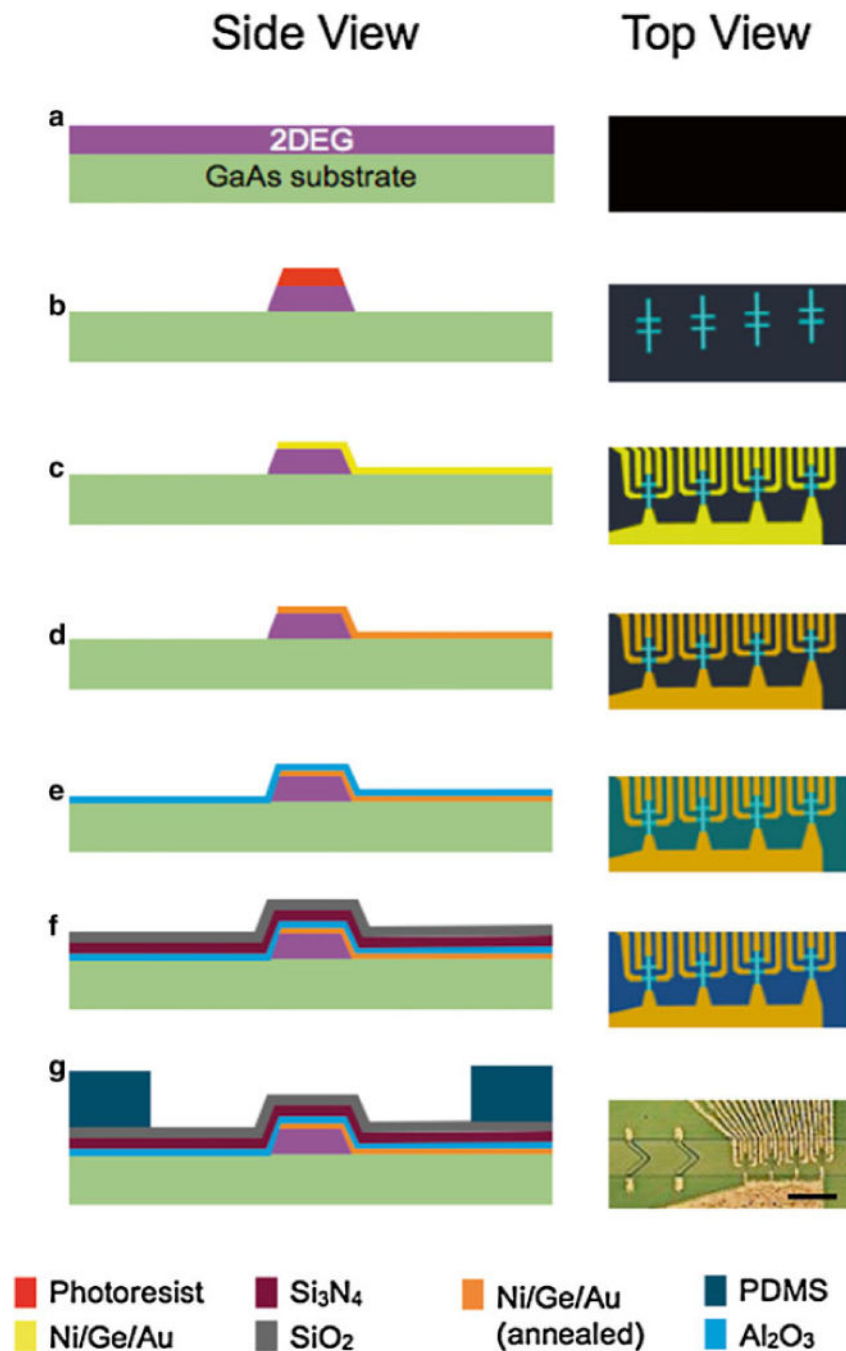 Side View
Top View
a
2DEG
GaAs substrate
b
c
d
e
f
g
Photoresist
Ni/Ge/Au
Si₃N₄
SiO₂
Ni/Ge/Au
(annealed)
PDMS
Al₂O₃